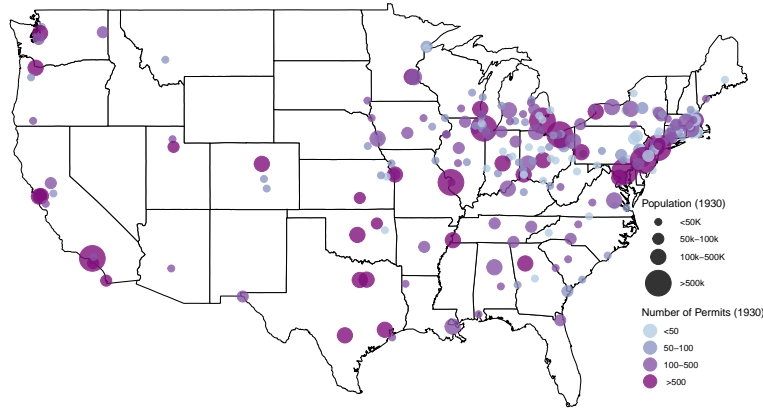 Population (1930)
<50K
50k–100k
100k–500K
>500k
Number of Permits (1930)
<50
50–100
100–500
>500